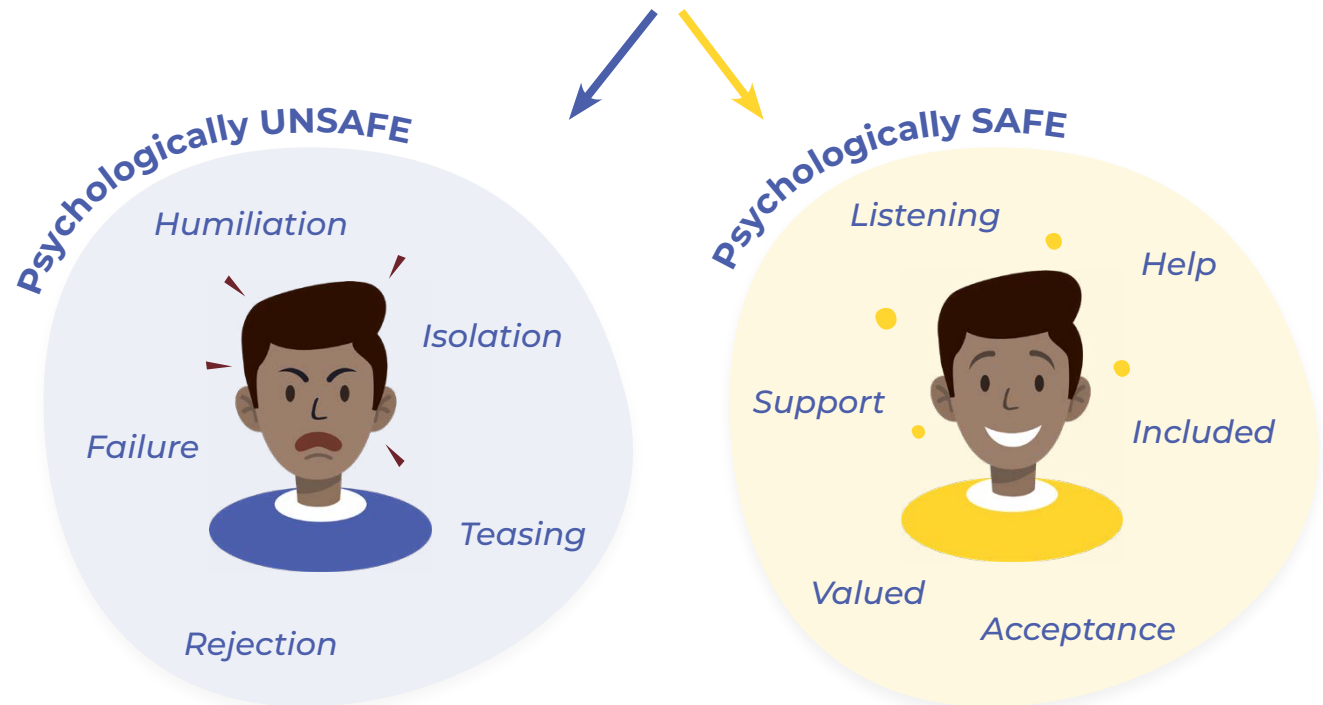 Psychologically UNSAFE
Humiliation
Isolation
Failure
Teasing
Rejection
Psychologically SAFE
Listening
Help
Support
Included
Valued
Acceptance